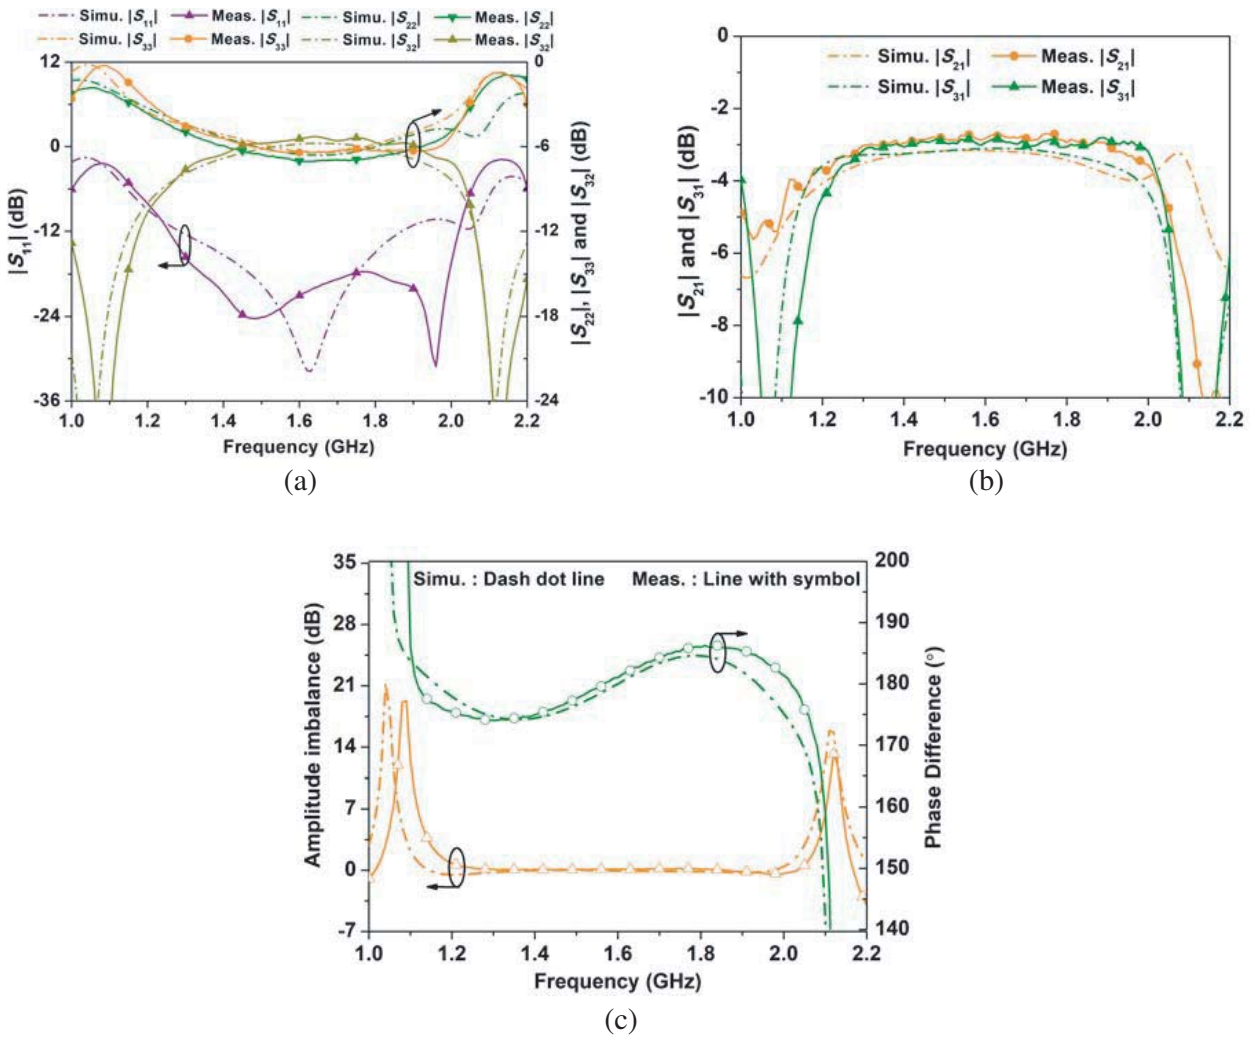 Simu. |S11| Meas. |S11| Simu. |S22| Meas. |S22|
Simu. |S33| Meas. |S33| Simu. |S32| Meas. |S32|
12
0
-12
-24
-36
|S11| (dB)
0
-6
-12
-18
-24
|S22|, |S33| and |S32| (dB)
1.0 1.2 1.4 1.6 1.8 2.0 2.2
Frequency (GHz)
(a)
Simu. |S21| Meas. |S21|
Simu. |S31| Meas. |S31|
0
-2
-4
-6
-8
-10
|S21| and |S31| (dB)
1.0 1.2 1.4 1.6 1.8 2.0 2.2
Frequency (GHz)
(b)
Simu. : Dash dot line Meas. : Line with symbol
35
28
21
14
7
0
-7
Amplitude imbalance (dB)
200
190
180
170
160
150
140
Phase Difference (°)
1.0 1.2 1.4 1.6 1.8 2.0 2.2
Frequency (GHz)
(c)